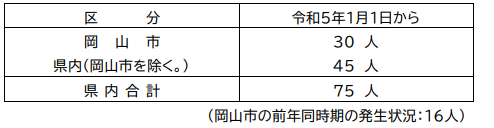 区　　分　令和5年1月1日から
岡　山　市　30　人
県内(岡山市を除く。)　45　人
県 内 合 計　75　人
(岡山市の前年同時期の発生状況:16人)